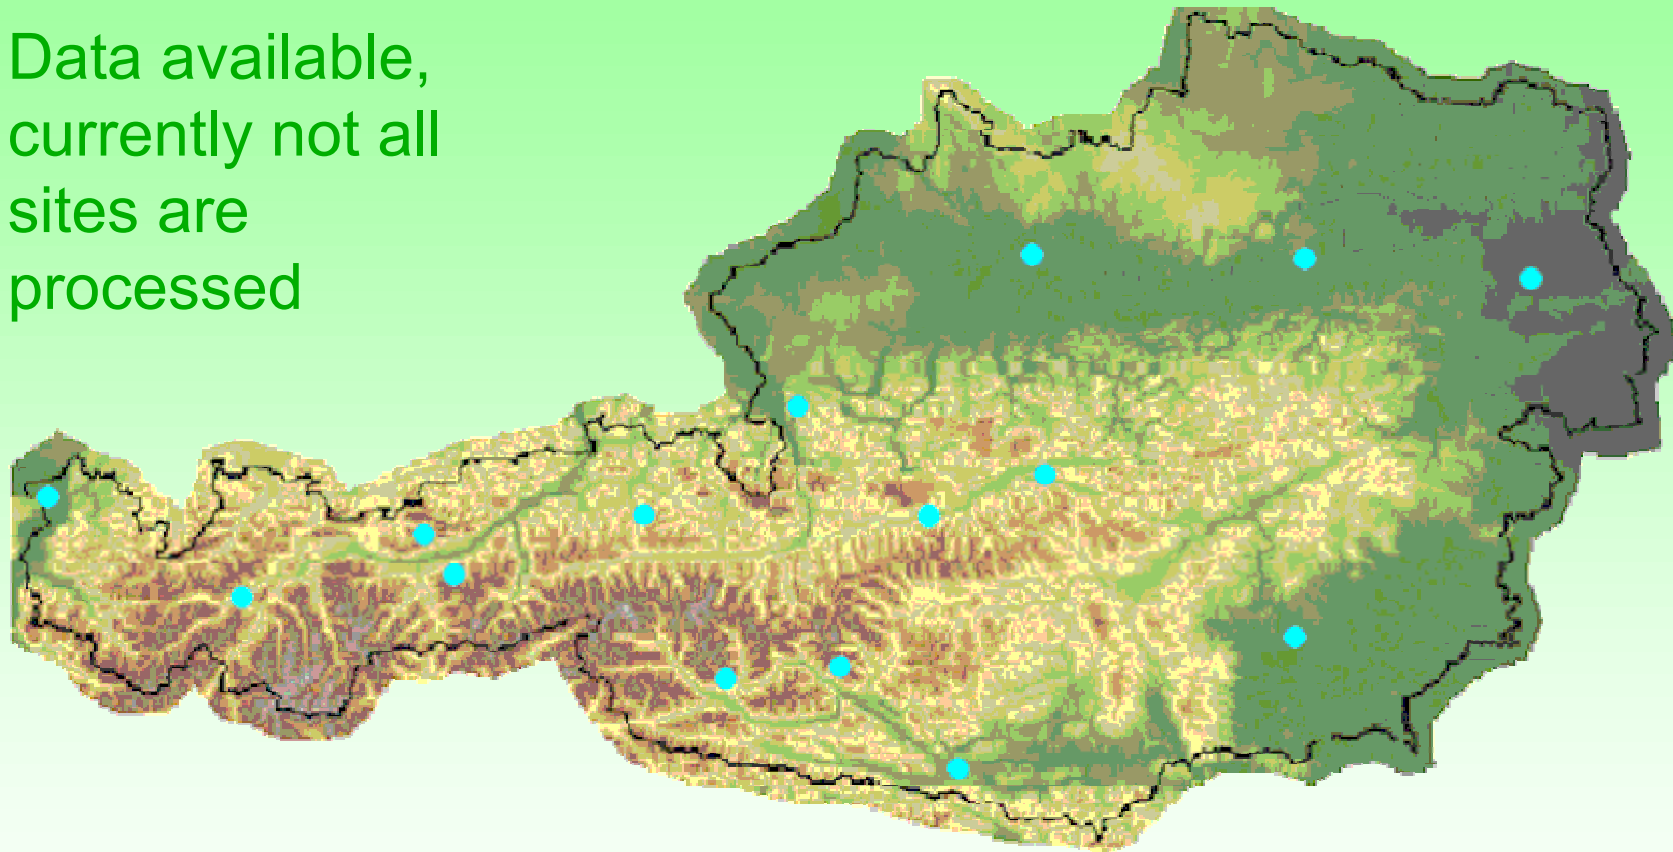 Data available,
currently not all
sites are
processed